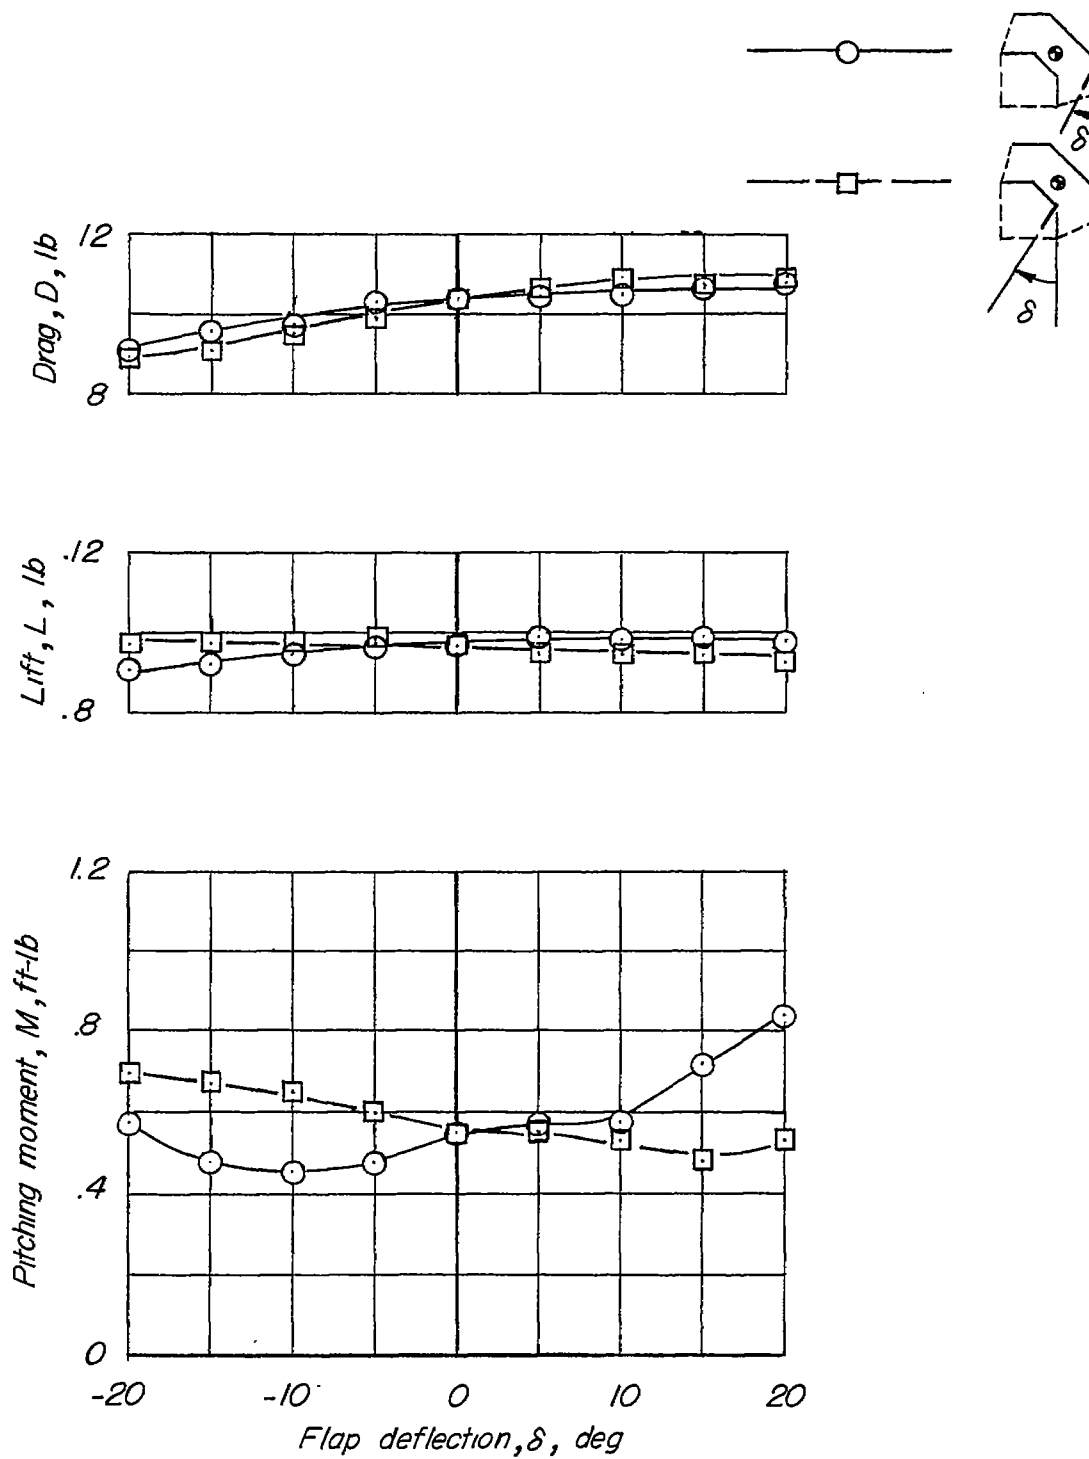 δ
δ
12
Drag, D, lb
8
.12
Lift, L, lb
.8
1.2
.8
Pitching moment, M, ft-lb
.4
0
-20 -10 0 10 20
Flap deflection, δ, deg